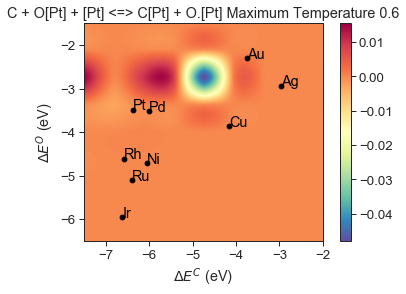 C + O[Pt] + [Pt] <=> C[Pt] + O.[Pt] Maximum Temperature 0.6
−2
−3
−4
−5
−6
ΔE^O (eV)
Au
Ag
Pt
Pd
Cu
Rh
Ni
Ru
Ir
−7
−6
−5
−4
−3
−2
ΔE^C (eV)
0.01
0.00
−0.01
−0.02
−0.03
−0.04